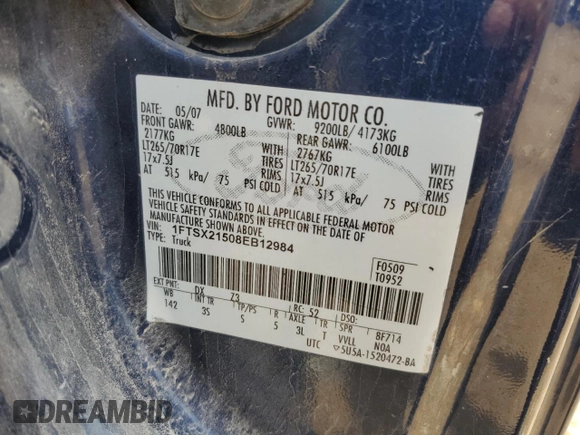 MFD. BY FORD MOTOR CO.
DATE: 05/07 GVWR: 9200LB/ 4173KG
FRONT GAWR: 4800LB REAR GAWR: 6100LB
2177KG WITH 2767KG WITH
LT265/70R17E TIRES LT265/70R17E TIRES
17x7.5J RIMS 17x7.5J RIMS
AT 515 kPa/ 75 PSI COLD AT 515 kPa/ 75 PSI COLD
THIS VEHICLE CONFORMS TO ALL APPLICABLE FEDERAL MOTOR
VEHICLE SAFETY STANDARDS IN EFFECT ON THE DATE OF
MANUFACTURE SHOWN ABOVE.
VIN: 1FTSX21508EB12984
TYPE: Truck
F0509
T0952
EXT PNT: DX Z3 RC: 52 DSO: 8F714
WB INT TR TP/PS R AXLE TR SPR
142 3S 5 5 3L T VVLL NOA
UTC 5U5A-1520472-BA
DREAMBID